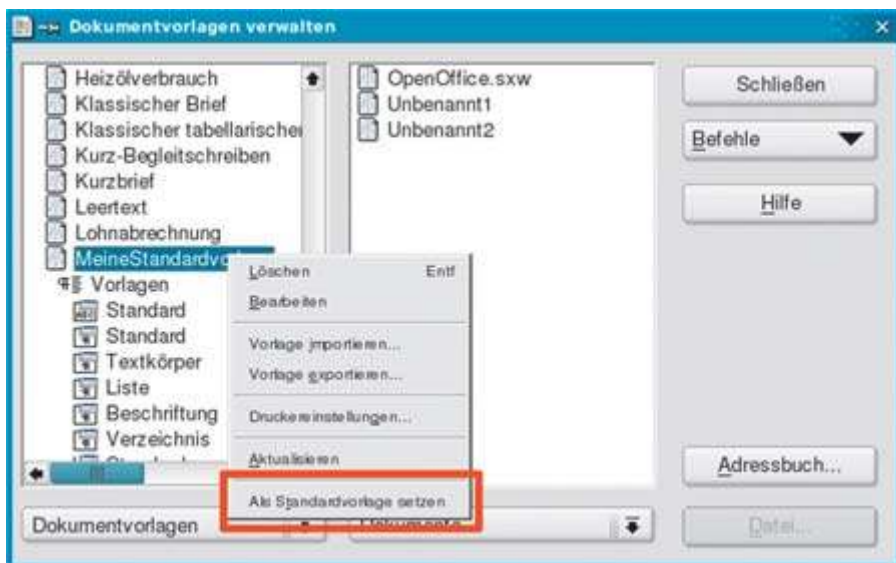 Dokumentvorlagen verwalten
Heizölverbrauch
Klassischer Brief
Klassischer tabellarischer
Kurz-Begleitschreiben
Kurzbrief
Leertext
Lohnabrechnung
MeineStandardvo
Vorlagen
Standard
Standard
Textkörper
Liste
Beschriftung
Verzeichnis
Dokumentvorlagen
Löschen Entf
Bearbeiten
Vorlage importieren...
Vorlage exportieren...
Druckereinstellungen...
Aktualisieren
Als Standardvorlage setzen
OpenOffice.sxw
Unbenannt1
Unbenannt2
Dokumente
Schließen
Befehle
Hilfe
Adressbuch...
Datei...